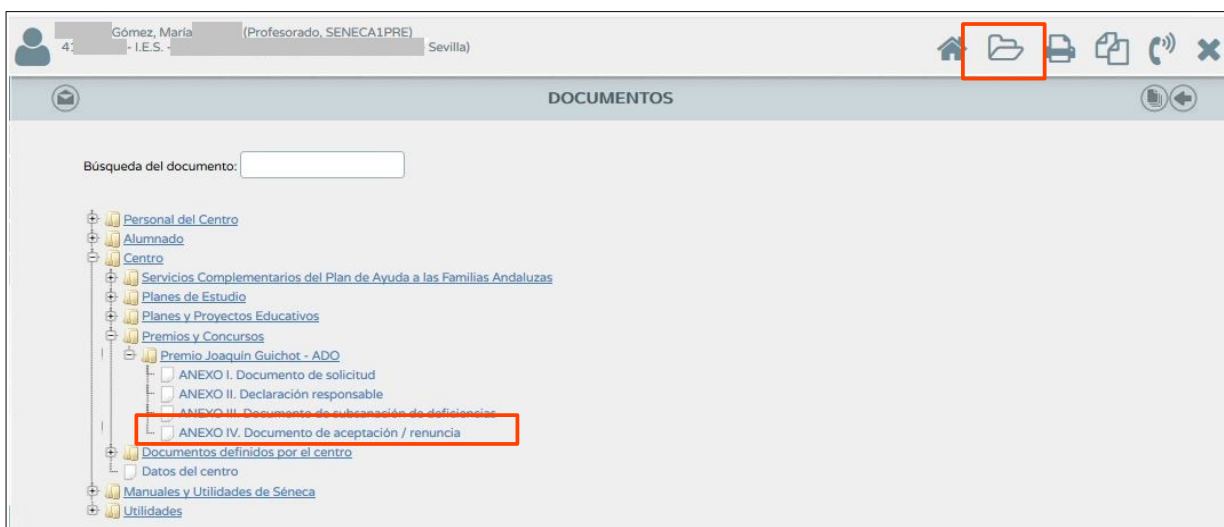 Gómez, María (Profesorado, SENECA1PRE)
41 - I.E.S. - Sevilla)
DOCUMENTOS
Búsqueda del documento:
Personal del Centro
Alumnado
Centro
Servicios Complementarios del Plan de Ayuda a las Familias Andaluzas
Planes de Estudio
Planes y Proyectos Educativos
Premios y Concursos
Premio Joaquín Guichot - ADO
ANEXO I. Documento de solicitud
ANEXO II. Declaración responsable
ANEXO III. Documento de subsanación de deficiencias
ANEXO IV. Documento de aceptación / renuncia
Documentos definidos por el centro
Datos del centro
Manuales y Utilidades de Séneca
Utilidades